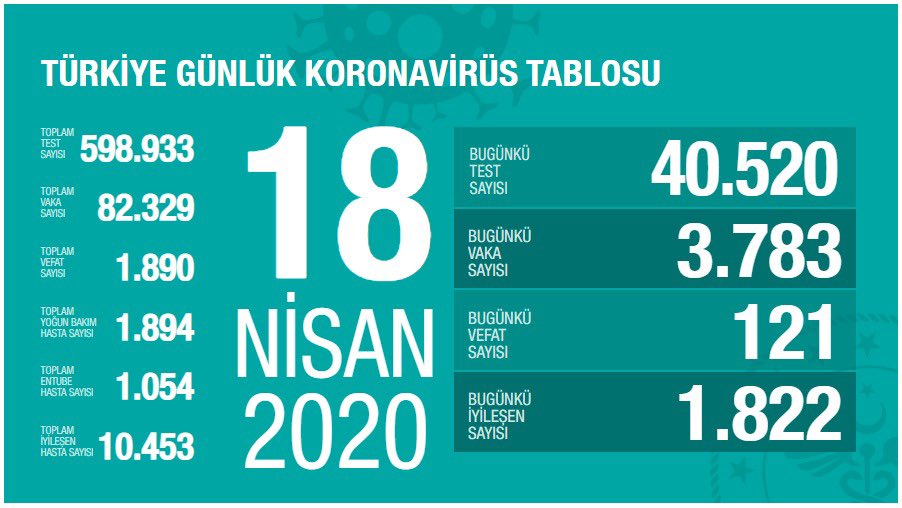 TÜRKİYE GÜNLÜK KORONAVİRÜS TABLOSU
TOPLAM
TEST
SAYISI
598.933
TOPLAM
VAKA
SAYISI
82.329
TOPLAM
VEFAT
SAYISI
1.890
TOPLAM
YOĞUN BAKIM
HASTA SAYISI
1.894
TOPLAM
ENTUBE
HASTA SAYISI
1.054
TOPLAM
İYİLEŞEN
HASTA SAYISI
10.453
18
NİSAN
2020
BUGÜNKÜ
TEST
SAYISI
40.520
BUGÜNKÜ
VAKA
SAYISI
3.783
BUGÜNKÜ
VEFAT
SAYISI
121
BUGÜNKÜ
İYİLEŞEN
SAYISI
1.822